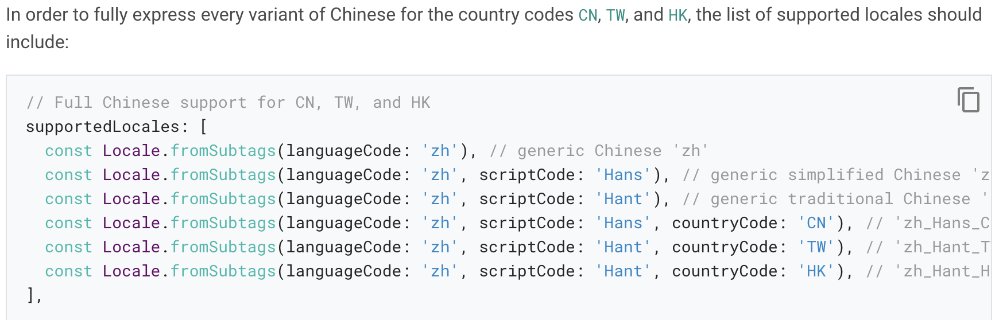 In order to fully express every variant of Chinese for the country codes CN, TW, and HK, the list of supported locales should
include:
// Full Chinese support for CN, TW, and HK
supportedLocales: [
  const Locale.fromSubtags(languageCode: 'zh'), // generic Chinese 'zh'
  const Locale.fromSubtags(languageCode: 'zh', scriptCode: 'Hans'), // generic simplified Chinese 'z
  const Locale.fromSubtags(languageCode: 'zh', scriptCode: 'Hant'), // generic traditional Chinese '
  const Locale.fromSubtags(languageCode: 'zh', scriptCode: 'Hans', countryCode: 'CN'), // 'zh_Hans_C
  const Locale.fromSubtags(languageCode: 'zh', scriptCode: 'Hant', countryCode: 'TW'), // 'zh_Hant_T
  const Locale.fromSubtags(languageCode: 'zh', scriptCode: 'Hant', countryCode: 'HK'), // 'zh_Hant_H
],